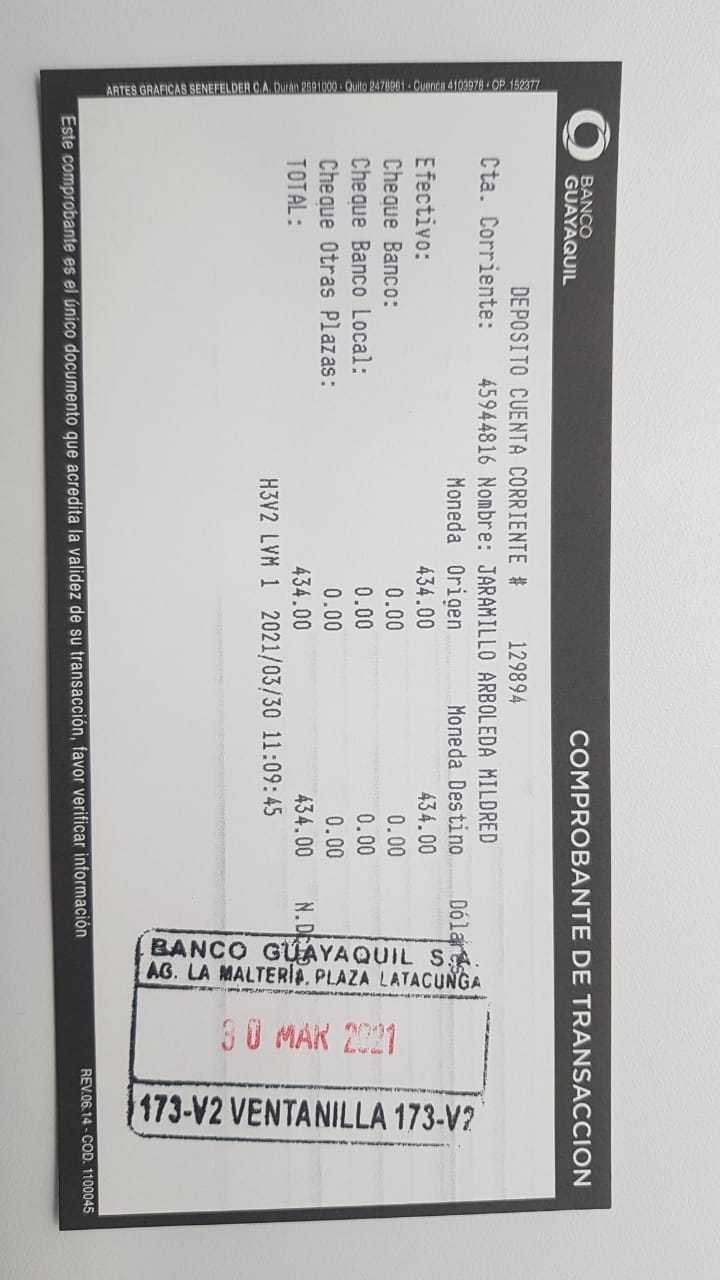 BANCO
GUAYAQUIL
COMPROBANTE DE TRANSACCION
DEPOSITO CUENTA CORRIENTE # 129894
Cta. Corriente: 45944816 Nombre: JARAMILLO ARBOLEDA MILDRED
Moneda Origen Moneda Destino Dólares
Efectivo: 434.00 434.00
Cheque Banco: 0.00 0.00
Cheque Banco Local: 0.00 0.00
Cheque Otras Plazas: 0.00 0.00
TOTAL: 434.00 434.00
H3V2 LVM 1 2021/03/30 11:09:45
BANCO GUAYAQUIL S.A.
AG. LA MALTERÍA. PLAZA LATACUNGA
30 MAR 2021
173-V2 VENTANILLA 173-V2
ARTES GRAFICAS SENEFELDER C.A. Durán 2591000 - Quito 2478961 - Cuenca 4103978 - OP. 152377
Este comprobante es el único documento que acredita la validez de su transacción, favor verificar información
REV.06.14 - COD. 1100045